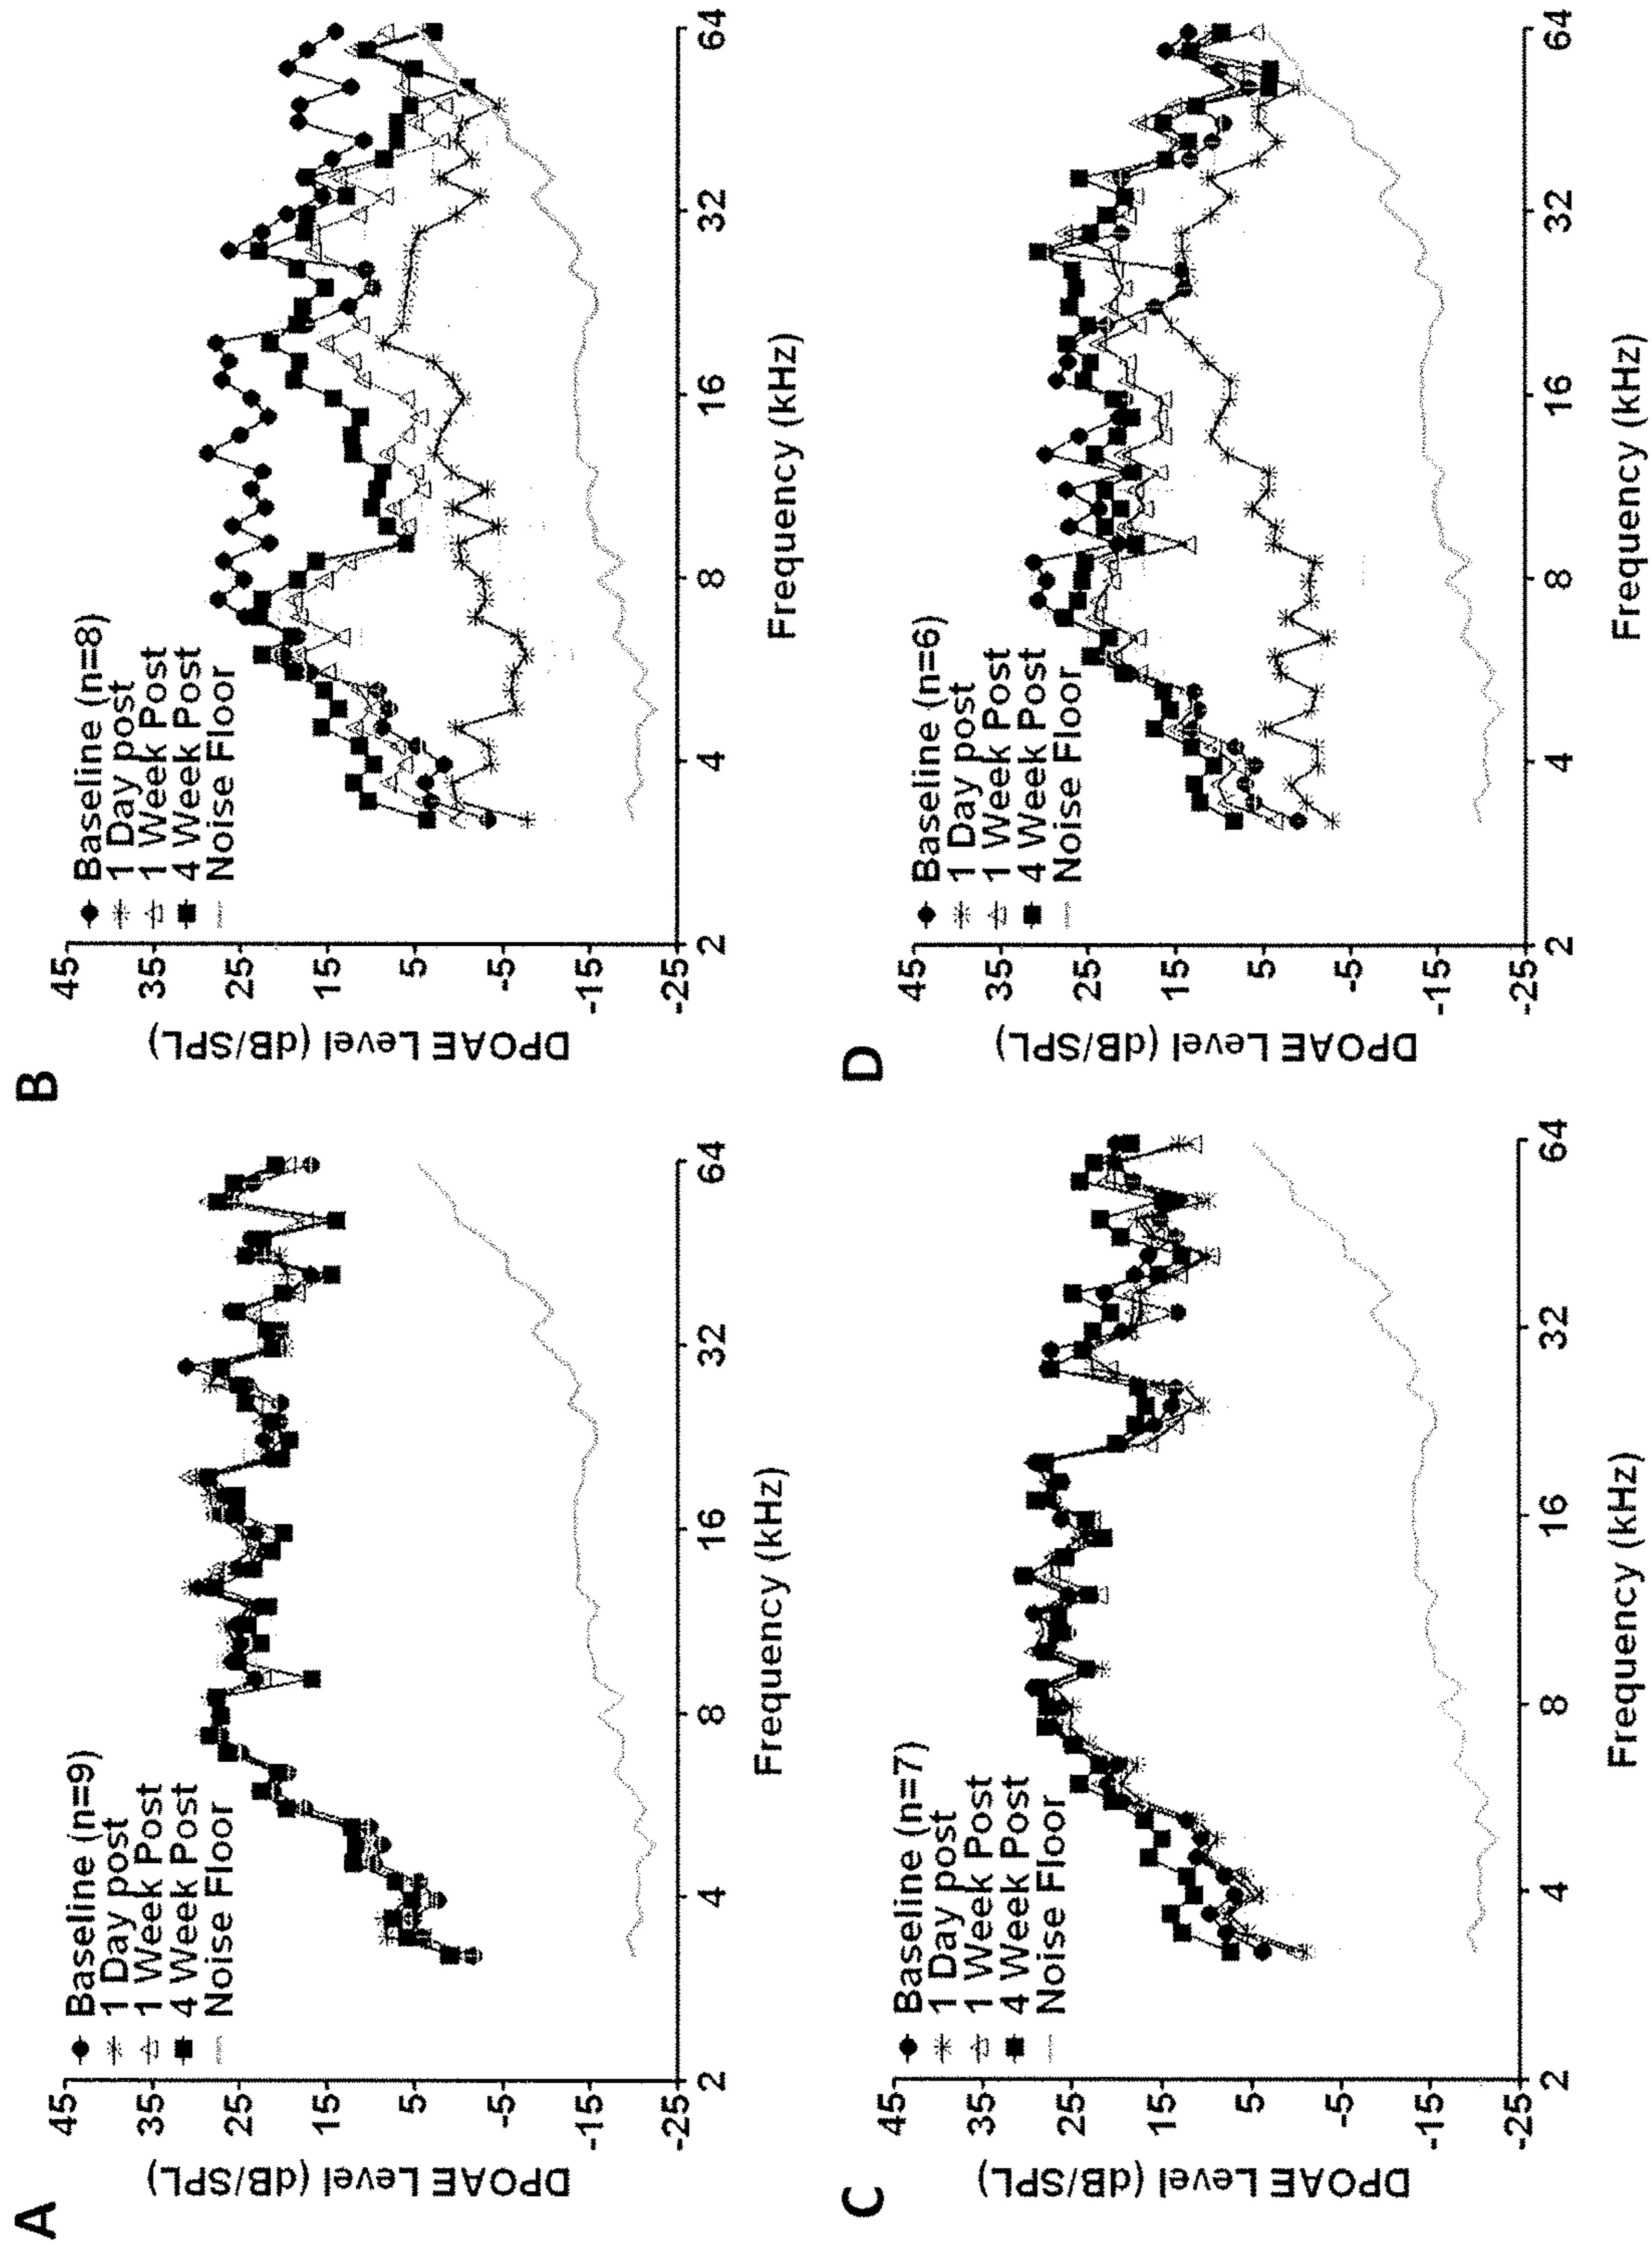 A
Baseline (n=9)
1 Day post
1 Week Post
4 Week Post
Noise Floor
DPOAE Level (dB/SPL)
45
35
25
15
5
-5
-15
-25
2
4
8
16
32
64
Frequency (kHz)
B
Baseline (n=8)
1 Day post
1 Week Post
4 Week Post
Noise Floor
DPOAE Level (dB/SPL)
45
35
25
15
5
-5
-15
-25
2
4
8
16
32
64
Frequency (kHz)
C
Baseline (n=7)
1 Day post
1 Week Post
4 Week Post
Noise Floor
DPOAE Level (dB/SPL)
45
35
25
15
5
-5
-15
-25
2
4
8
16
32
64
Frequency (kHz)
D
Baseline (n=6)
1 Day post
1 Week Post
4 Week Post
Noise Floor
DPOAE Level (dB/SPL)
45
35
25
15
5
-5
-15
-25
2
4
8
16
32
64
Frequency (kHz)